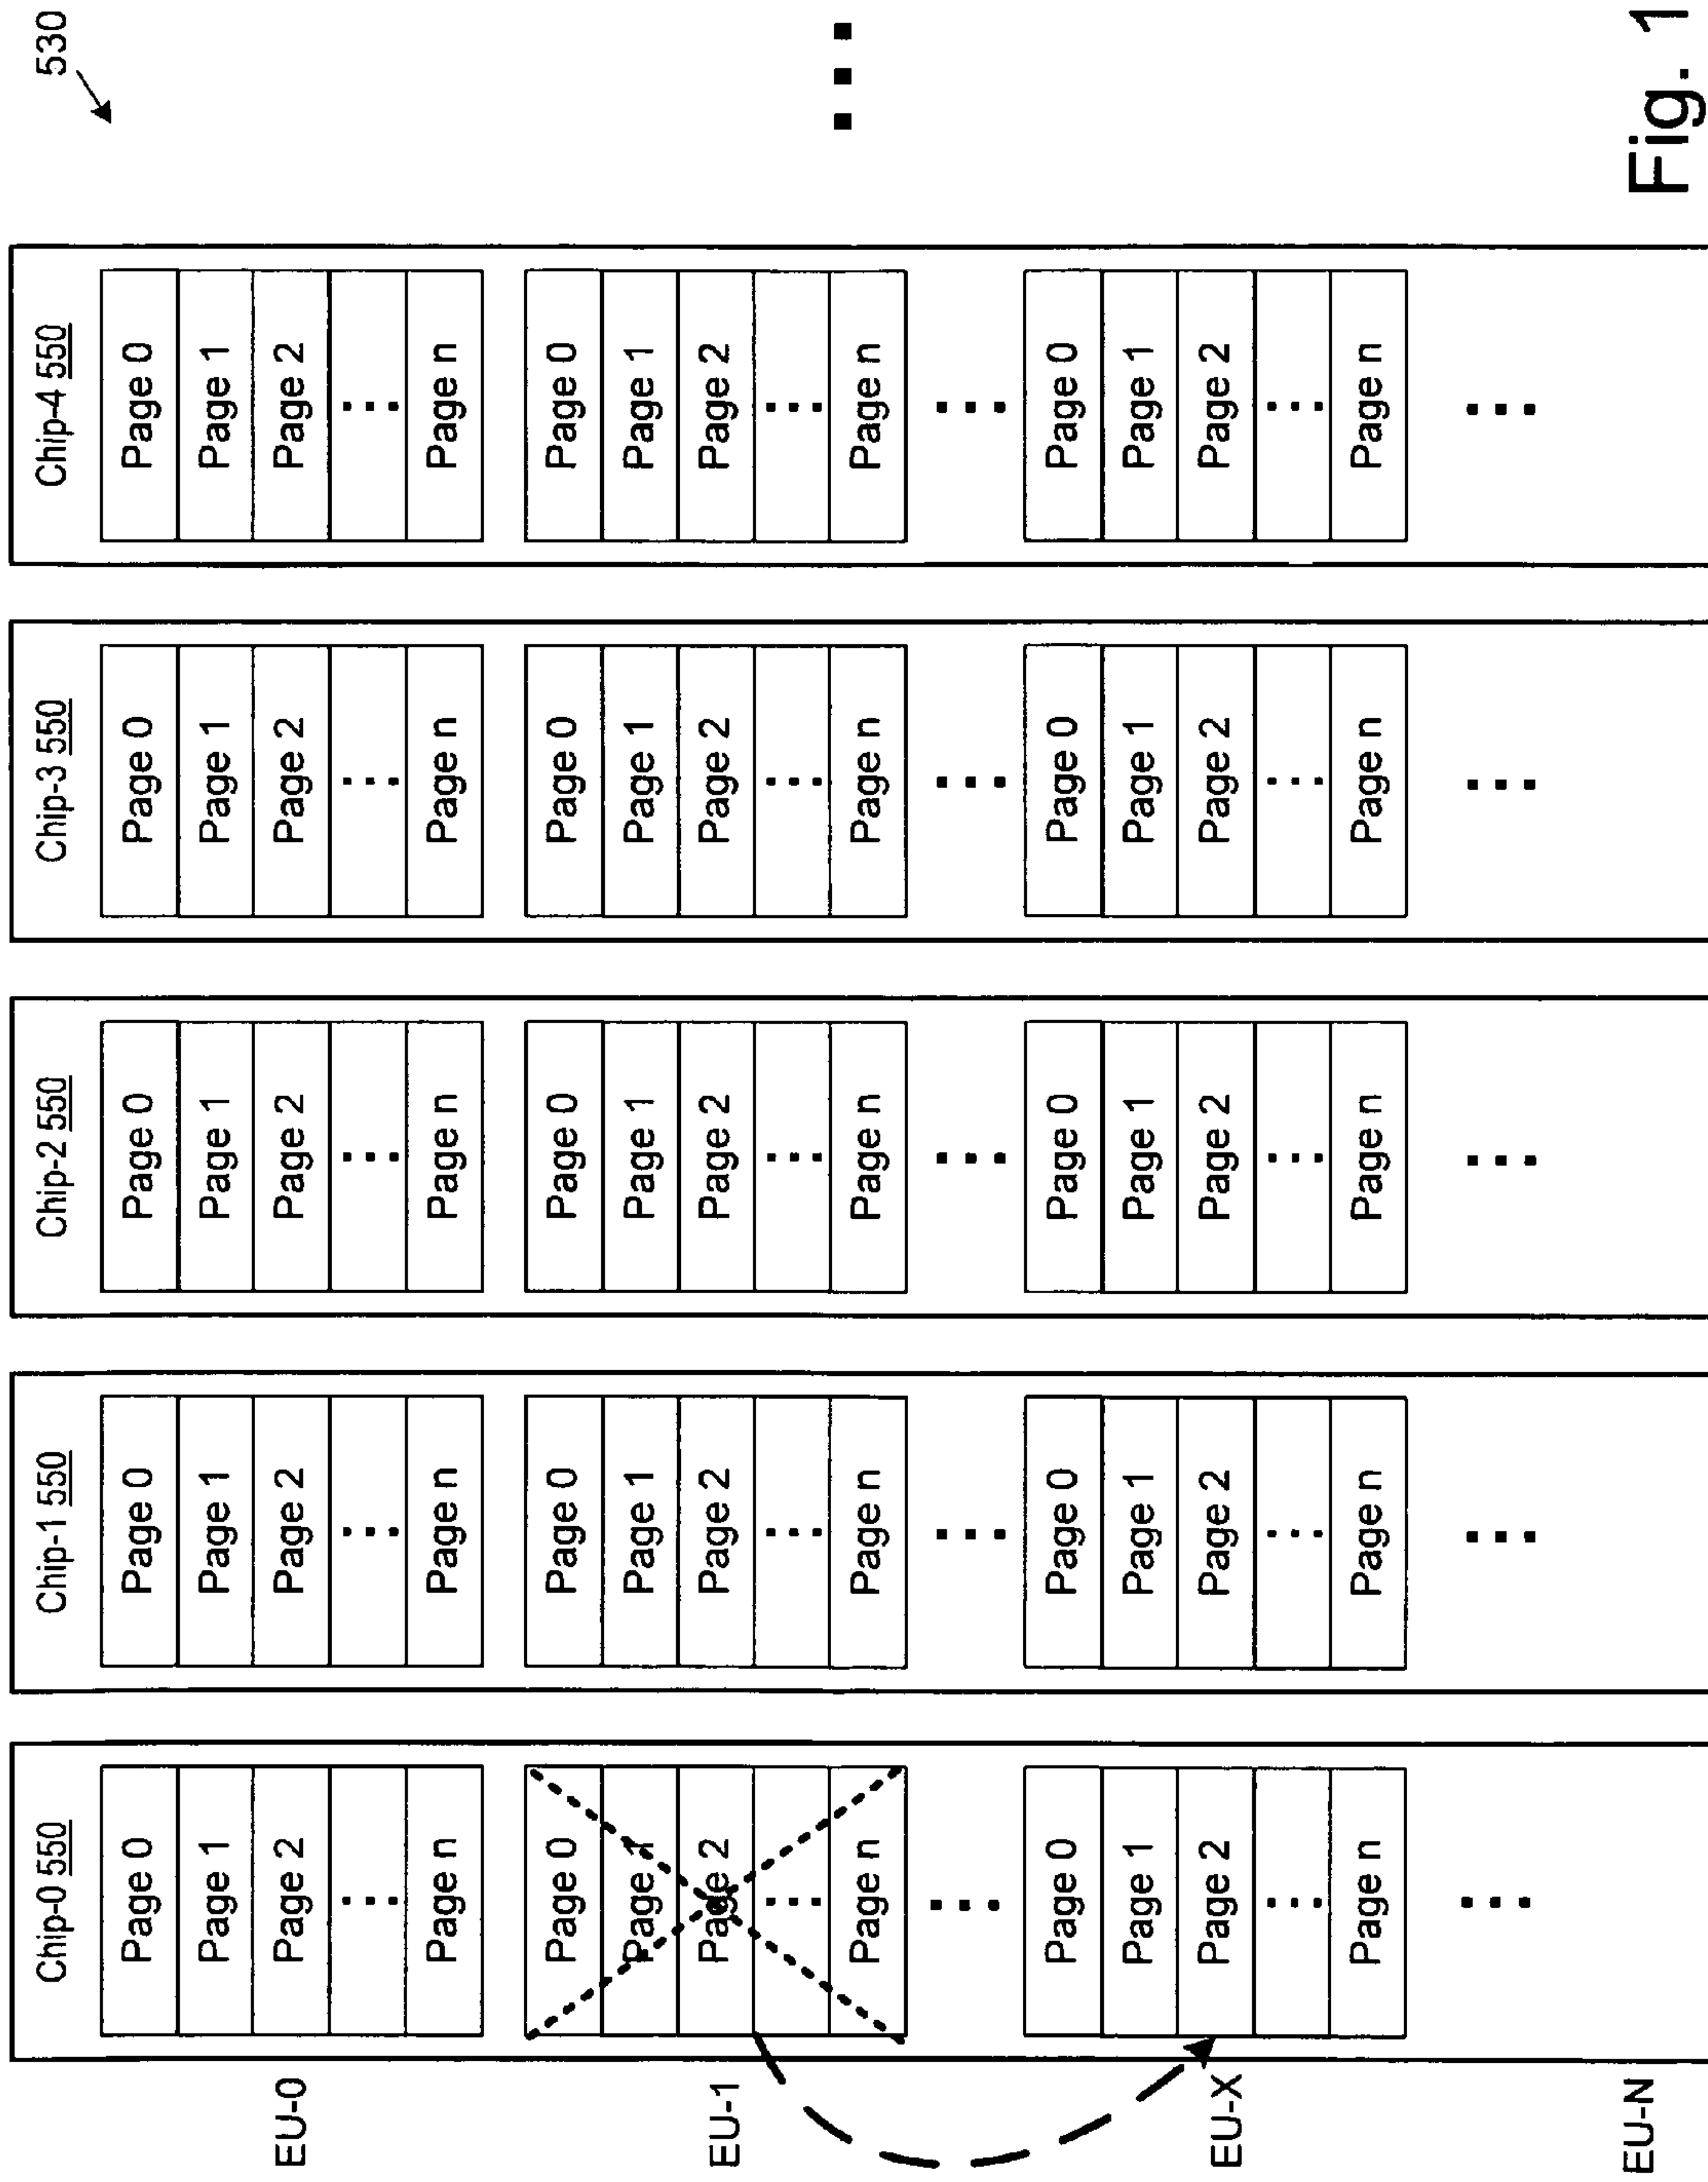 530
Chip-0 550 Chip-1 550 Chip-2 550 Chip-3 550 Chip-4 550
EU-0
Page 0 Page 0 Page 0 Page 0 Page 0
Page 1 Page 1 Page 1 Page 1 Page 1
Page 2 Page 2 Page 2 Page 2 Page 2
... ... ... ... ...
Page n Page n Page n Page n Page n
EU-1
Page 0 Page 0 Page 0 Page 0 Page 0
Page 1 Page 1 Page 1 Page 1 Page 1
Page 2 Page 2 Page 2 Page 2 Page 2
... ... ... ... ...
Page n Page n Page n Page n Page n
... ... ... ... ... ...
EU-X
Page 0 Page 0 Page 0 Page 0 Page 0
Page 1 Page 1 Page 1 Page 1 Page 1
Page 2 Page 2 Page 2 Page 2 Page 2
... ... ... ... ...
Page n Page n Page n Page n Page n
... ... ... ... ...
EU-N
Fig. 1